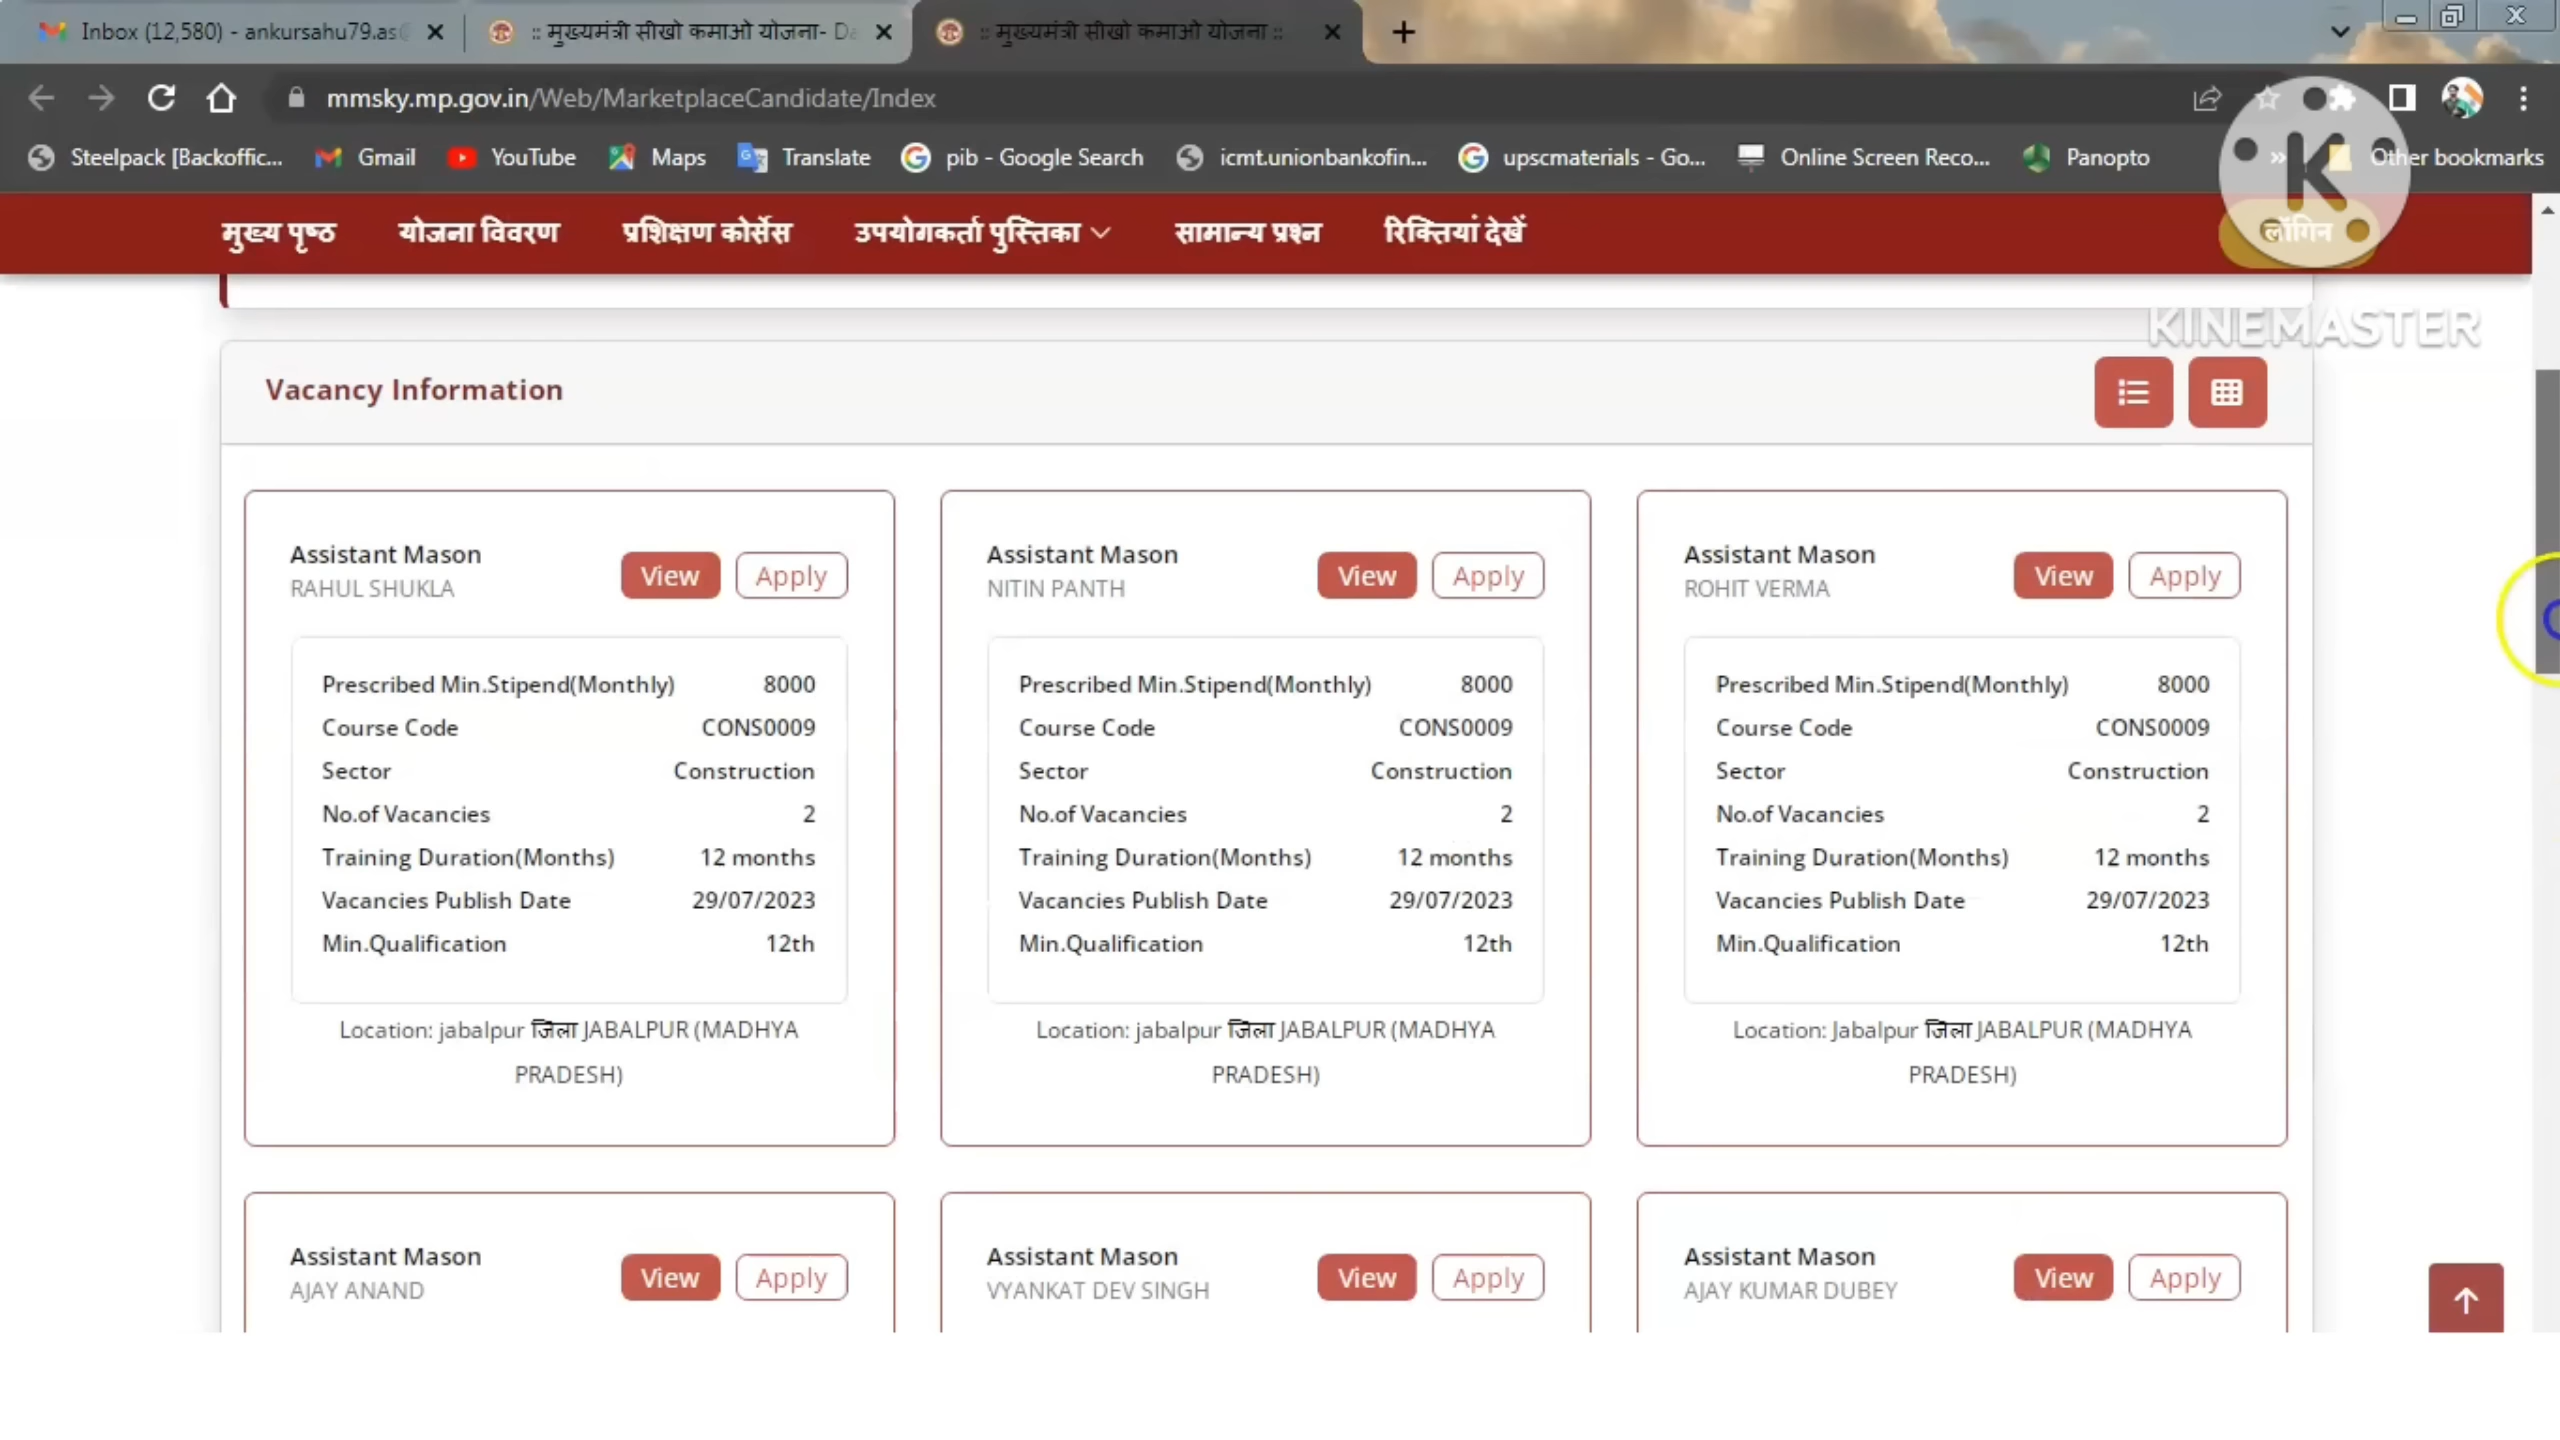 Inbox (12,580) - ankursahu79.as@
:: मुख्यमंत्री सीखो कमाओ योजना- Da
:: मुख्यमंत्री सीखो कमाओ योजना ::
mmsky.mp.gov.in/Web/MarketplaceCandidate/Index
Steelpack [Backoffic... Gmail YouTube Maps Translate pib - Google Search icmt.unionbankofin... upscmaterials - Go... Online Screen Reco... Panopto » Other bookmarks
K
मुख्य पृष्ठ योजना विवरण प्रशिक्षण कोर्सेस उपयोगकर्ता पुस्तिका सामान्य प्रश्न रिक्तियां देखें लॉगिन
KINEMASTER
Vacancy Information
Assistant Mason
RAHUL SHUKLA
View Apply
Prescribed Min.Stipend(Monthly) 8000
Course Code CONS0009
Sector Construction
No.of Vacancies 2
Training Duration(Months) 12 months
Vacancies Publish Date 29/07/2023
Min.Qualification 12th
Location: jabalpur जिला JABALPUR (MADHYA
PRADESH)
Assistant Mason
NITIN PANTH
View Apply
Prescribed Min.Stipend(Monthly) 8000
Course Code CONS0009
Sector Construction
No.of Vacancies 2
Training Duration(Months) 12 months
Vacancies Publish Date 29/07/2023
Min.Qualification 12th
Location: jabalpur जिला JABALPUR (MADHYA
PRADESH)
Assistant Mason
ROHIT VERMA
View Apply
Prescribed Min.Stipend(Monthly) 8000
Course Code CONS0009
Sector Construction
No.of Vacancies 2
Training Duration(Months) 12 months
Vacancies Publish Date 29/07/2023
Min.Qualification 12th
Location: Jabalpur जिला JABALPUR (MADHYA
PRADESH)
Assistant Mason
AJAY ANAND
View Apply
Assistant Mason
VYANKAT DEV SINGH
View Apply
Assistant Mason
AJAY KUMAR DUBEY
View Apply